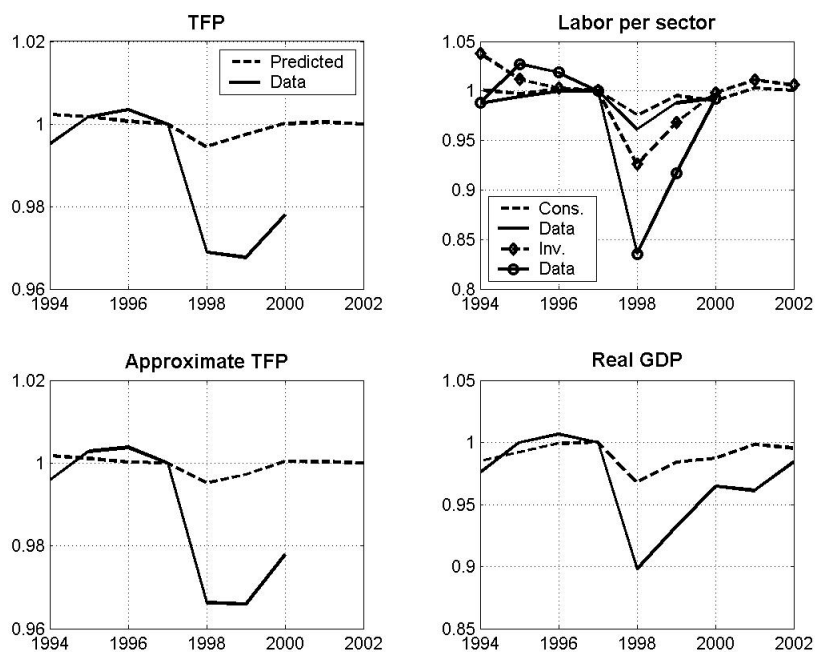 TFP
1.02
1
0.98
0.96
1994 1996 1998 2000 2002
Predicted
Data
Labor per sector
1.05
1
0.95
0.9
0.85
0.8
1994 1996 1998 2000 2002
Cons.
Data
Inv.
Data
Approximate TFP
1.02
1
0.98
0.96
1994 1996 1998 2000 2002
Real GDP
1.05
1
0.95
0.9
0.85
1994 1996 1998 2000 2002